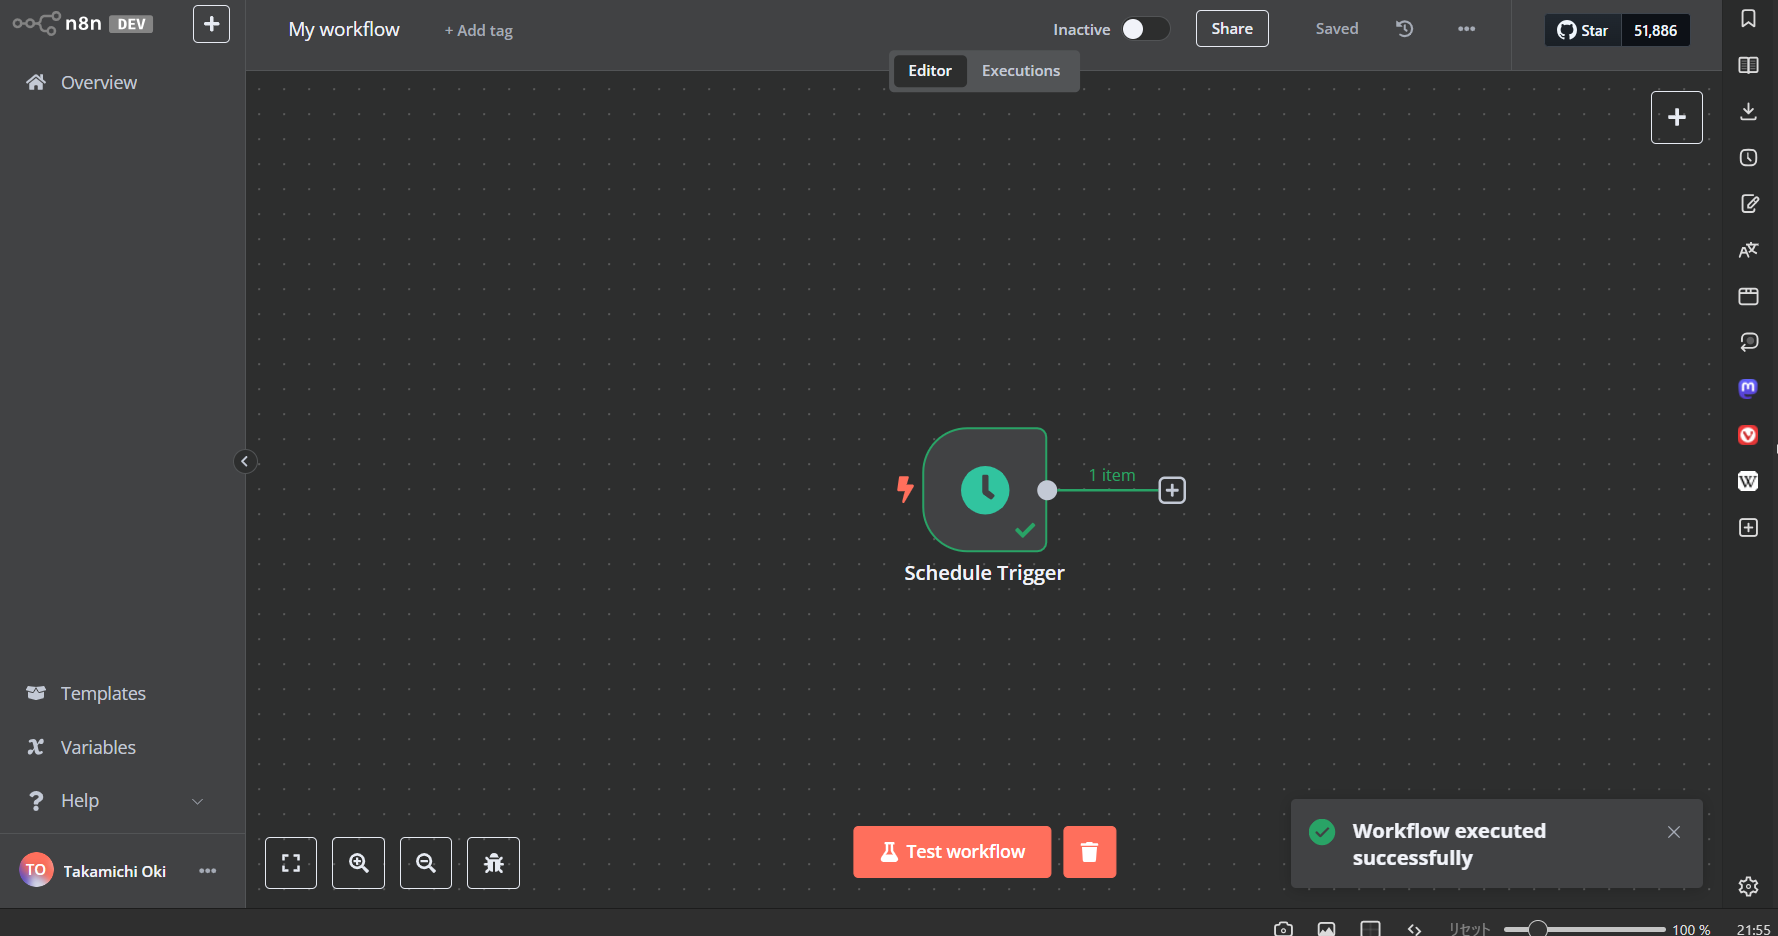 n8n DEV
My workflow
+ Add tag
Inactive
Share
Saved
Star
51,886
Editor
Executions
Overview
1 item
Schedule Trigger
Templates
Variables
Help
TO
Takamichi Oki
Test workflow
Workflow executed
successfully
リセット
100 %
21:55